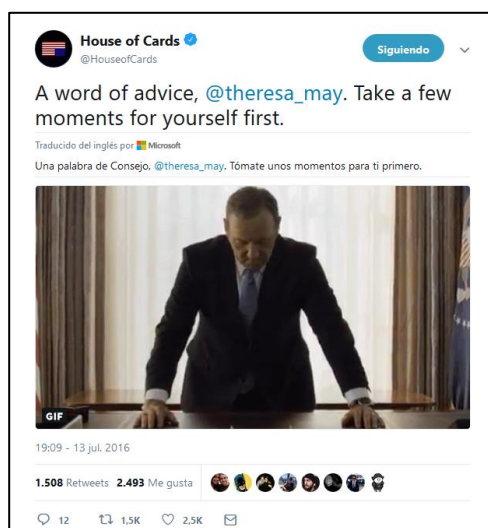 House of Cards
@HouseofCards
Siguiendo
A word of advice, @theresa_may. Take a few
moments for yourself first.
Traducido del inglés por Microsoft
Una palabra de Consejo, @theresa_may. Tómate unos momentos para ti primero.
GIF
19:09 - 13 jul. 2016
1.508 Retweets 2.493 Me gusta
12 1,5K 2,5K